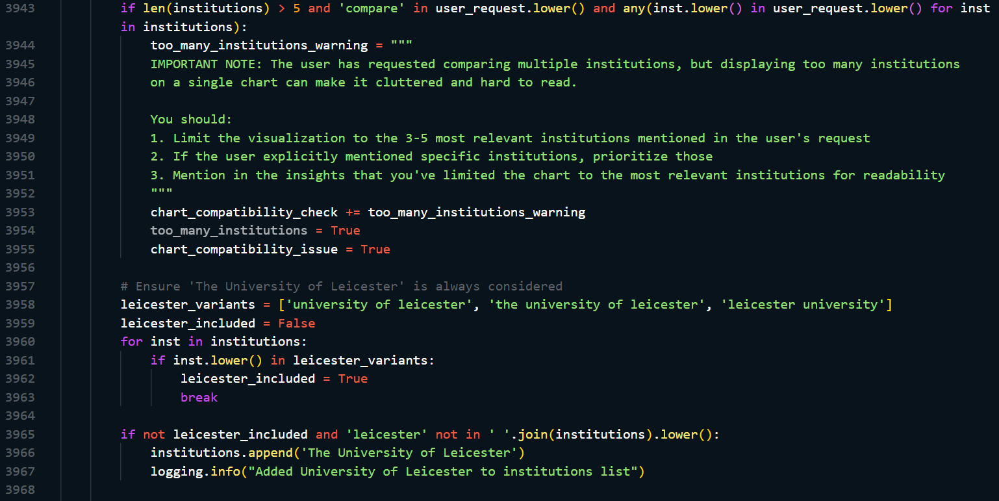 3943 if len(institutions) > 5 and 'compare' in user_request.lower() and any(inst.lower() in user_request.lower() for inst
in institutions):
3944 too_many_institutions_warning = """
3945 IMPORTANT NOTE: The user has requested comparing multiple institutions, but displaying too many institutions
3946 on a single chart can make it cluttered and hard to read.
3947
3948 You should:
3949 1. Limit the visualization to the 3-5 most relevant institutions mentioned in the user's request
3950 2. If the user explicitly mentioned specific institutions, prioritize those
3951 3. Mention in the insights that you've limited the chart to the most relevant institutions for readability
3952 """
3953 chart_compatibility_check += too_many_institutions_warning
3954 too_many_institutions = True
3955 chart_compatibility_issue = True
3956
3957 # Ensure 'The University of Leicester' is always considered
3958 leicester_variants = ['university of leicester', 'the university of leicester', 'leicester university']
3959 leicester_included = False
3960 for inst in institutions:
3961 if inst.lower() in leicester_variants:
3962 leicester_included = True
3963 break
3964
3965 if not leicester_included and 'leicester' not in ' '.join(institutions).lower():
3966 institutions.append('The University of Leicester')
3967 logging.info("Added University of Leicester to institutions list")
3968